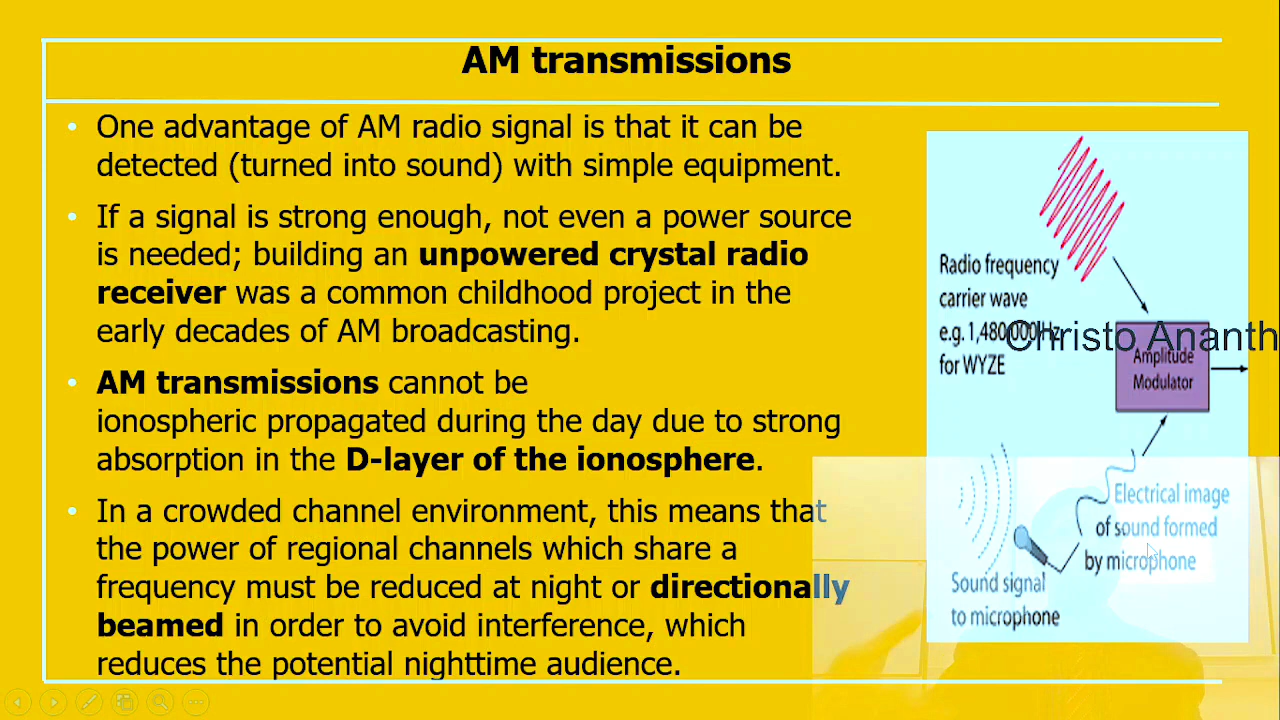 AM transmissions
One advantage of AM radio signal is that it can be
detected (turned into sound) with simple equipment.
If a signal is strong enough, not even a power source
is needed; building an unpowered crystal radio
receiver was a common childhood project in the
early decades of AM broadcasting.
AM transmissions cannot be
ionospheric propagated during the day due to strong
absorption in the D-layer of the ionosphere.
In a crowded channel environment, this means that
the power of regional channels which share a
frequency must be reduced at night or directionally
beamed in order to avoid interference, which
reduces the potential nighttime audience.
Radio frequency
carrier wave
e.g. 1,480,000 Hz
for WYZE
Christo Ananth
Amplitude
Modulator
Electrical image
of sound formed
by microphone
Sound signal
to microphone